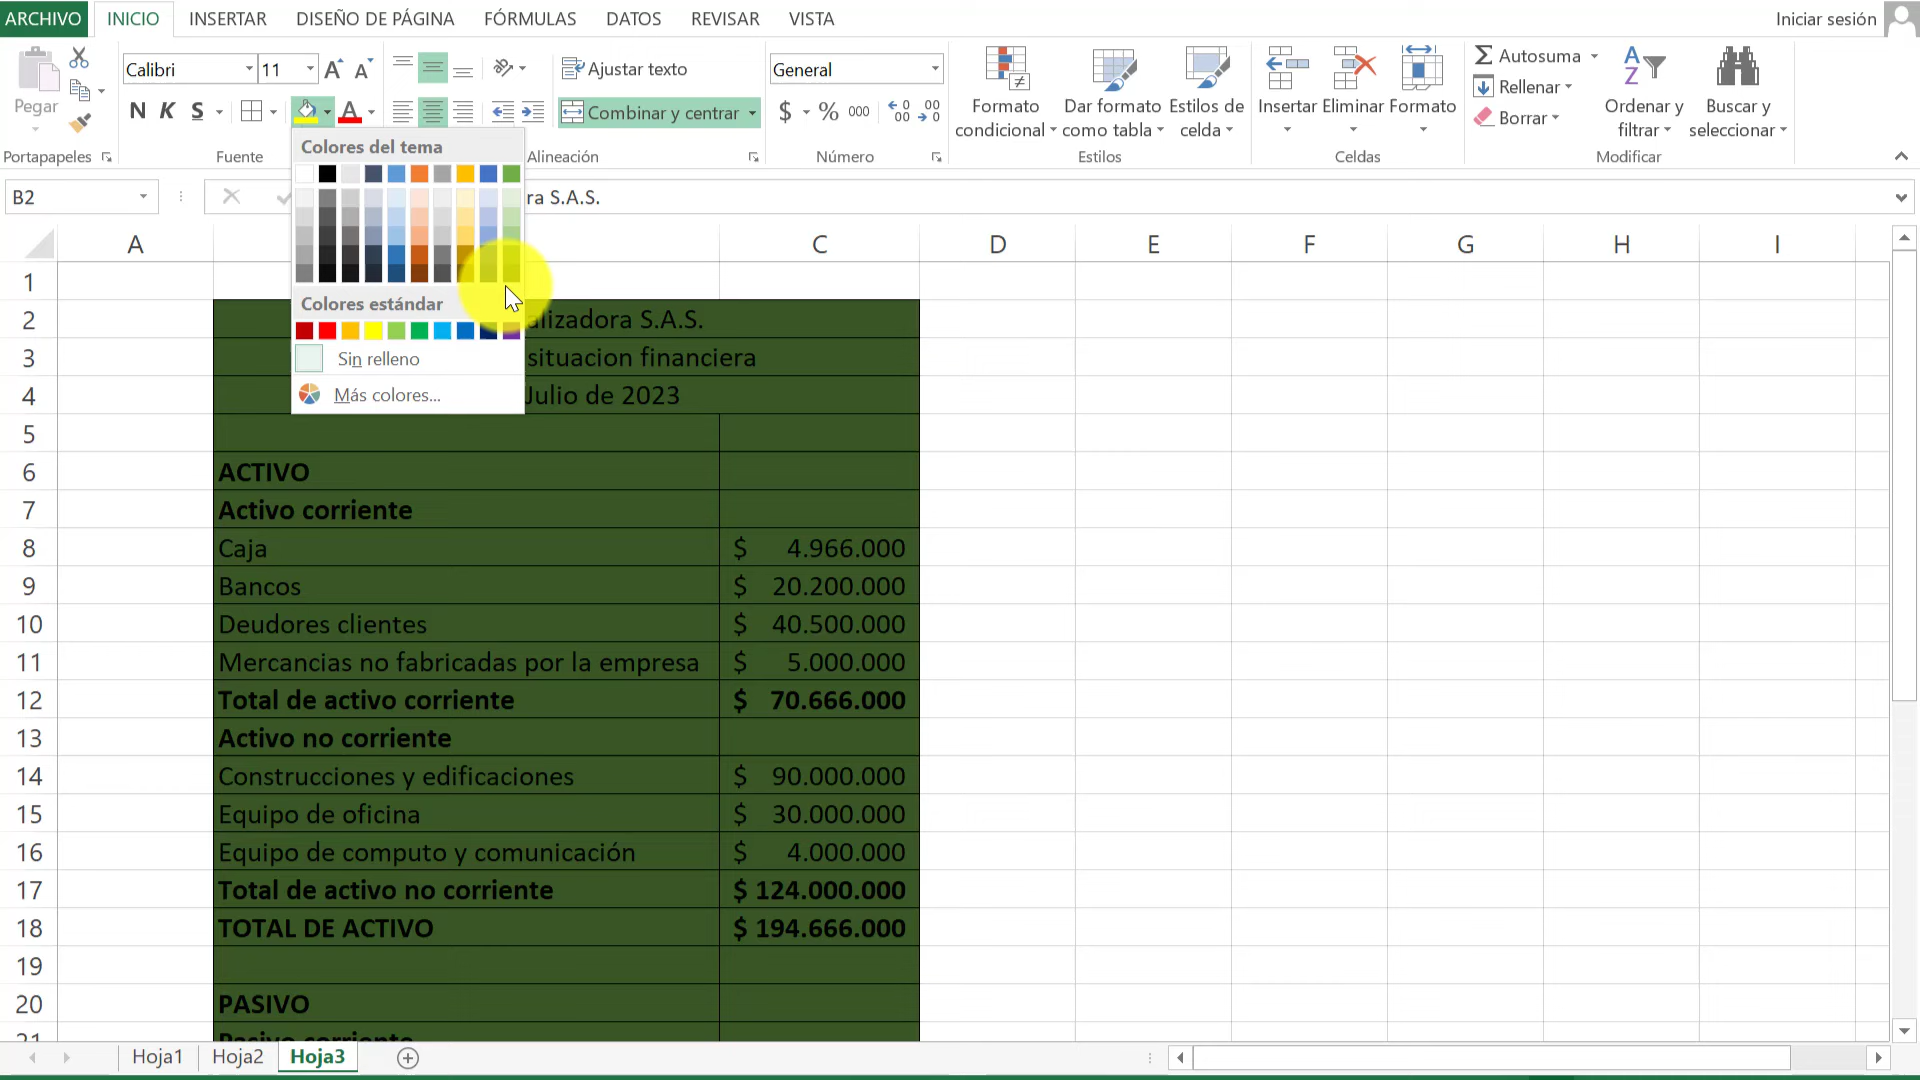 ARCHIVO INICIO INSERTAR DISEÑO DE PÁGINA FÓRMULAS DATOS REVISAR VISTA Iniciar sesión
Pegar
Portapapeles
Calibri 11
N K S
Fuente
Ajustar texto
Combinar y centrar
Alineación
General
$ % 000
Número
Formato condicional
Dar formato como tabla
Estilos de celda
Estilos
Insertar Eliminar Formato
Celdas
Autosuma
Rellenar
Borrar
Ordenar y filtrar
Buscar y seleccionar
Modificar
Colores del tema
Colores estándar
Sin relleno
Más colores...
B2 ra S.A.S.
A C D E F G H I
1
2 alizadora S.A.S.
3 situacion financiera
4 Julio de 2023
5
6 ACTIVO
7 Activo corriente
8 Caja $ 4.966.000
9 Bancos $ 20.200.000
10 Deudores clientes $ 40.500.000
11 Mercancias no fabricadas por la empresa $ 5.000.000
12 Total de activo corriente $ 70.666.000
13 Activo no corriente
14 Construcciones y edificaciones $ 90.000.000
15 Equipo de oficina $ 30.000.000
16 Equipo de computo y comunicación $ 4.000.000
17 Total de activo no corriente $ 124.000.000
18 TOTAL DE ACTIVO $ 194.666.000
19
20 PASIVO
21 Pasivo corriente
Hoja1 Hoja2 Hoja3